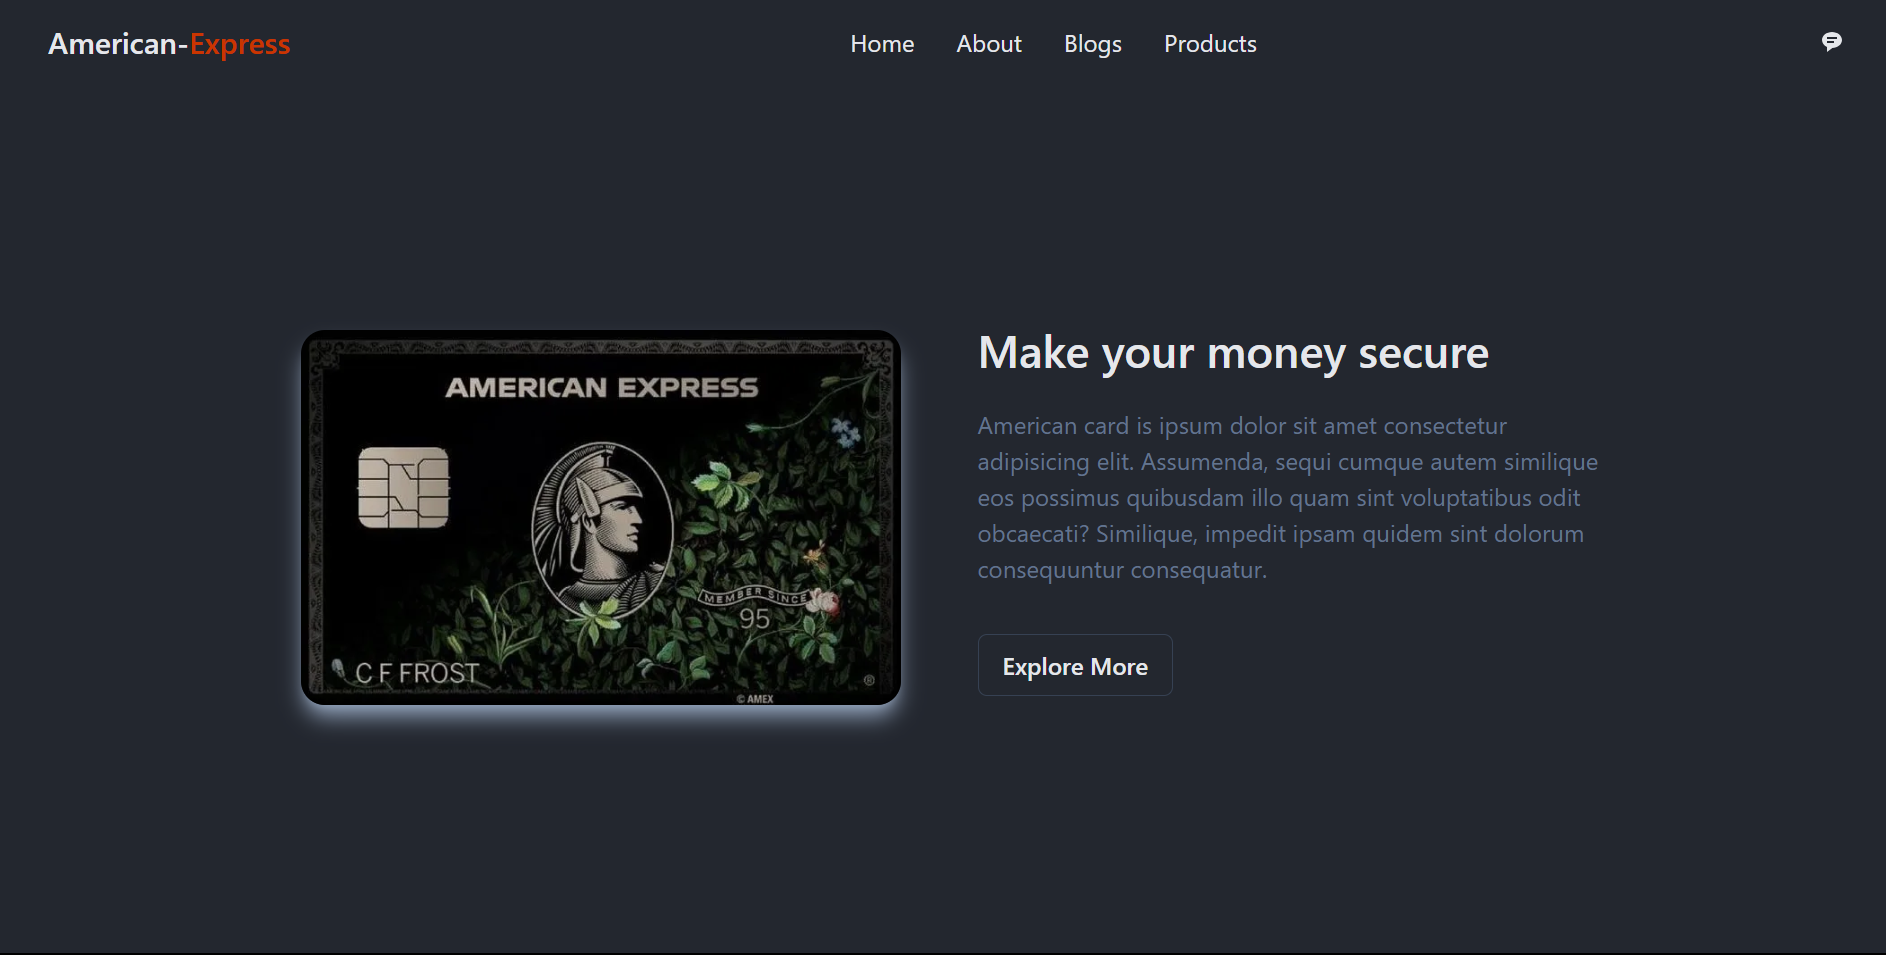 American-Express
Home About Blogs Products
AMERICAN EXPRESS
MEMBER SINCE
95
C F FROST
®
© AMEX
Make your money secure
American card is ipsum dolor sit amet consectetur
adipisicing elit. Assumenda, sequi cumque autem similique
eos possimus quibusdam illo quam sint voluptatibus odit
obcaecati? Similique, impedit ipsam quidem sint dolorum
consequuntur consequatur.
Explore More